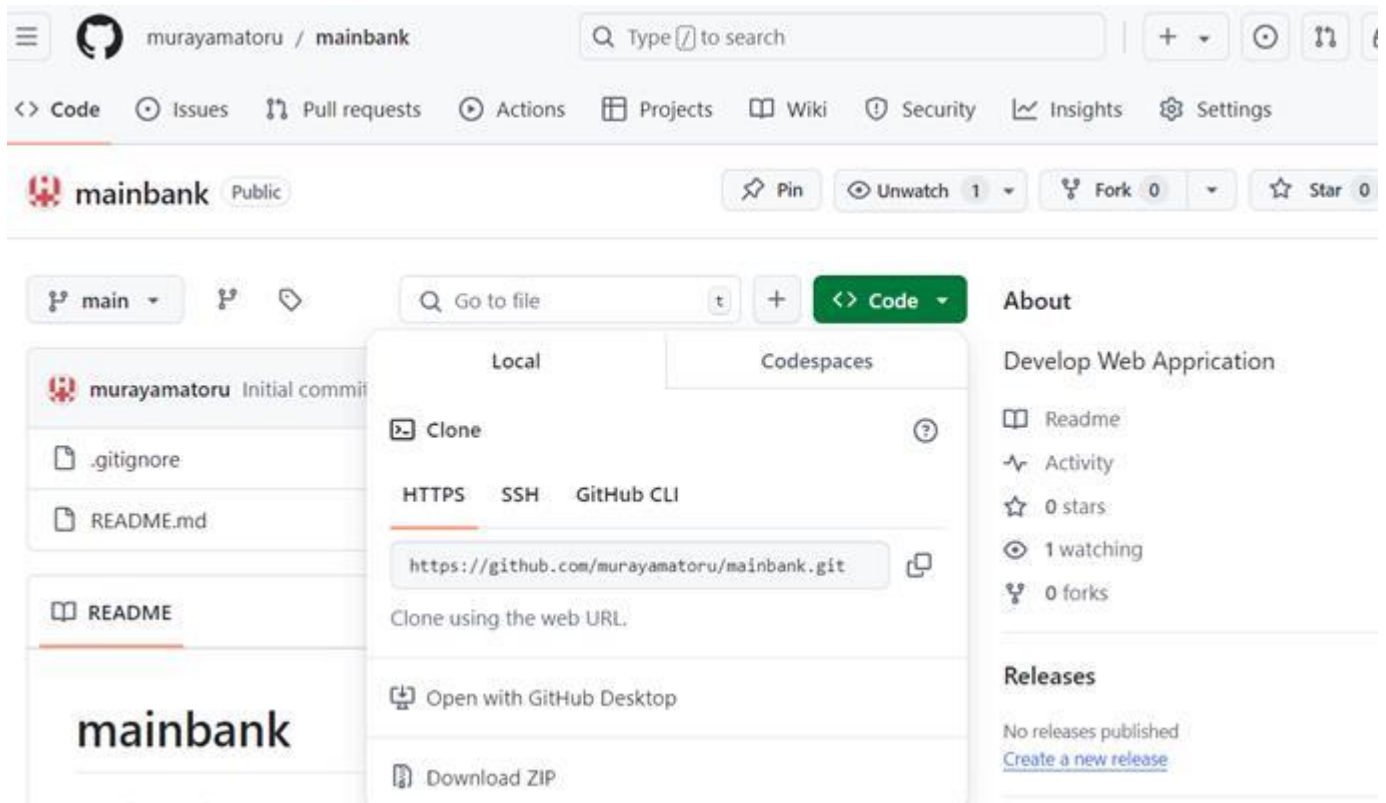 murayamatoru / mainbank
Type / to search
Code Issues Pull requests Actions Projects Wiki Security Insights Settings
mainbank Public
Pin Unwatch 1 Fork 0 Star 0
main
Go to file t
Code
murayamatoru Initial commit
.gitignore
README.md
README
mainbank
Local Codespaces
Clone
HTTPS SSH GitHub CLI
https://github.com/murayamatoru/mainbank.git
Clone using the web URL.
Open with GitHub Desktop
Download ZIP
About
Develop Web Apprication
Readme
Activity
0 stars
1 watching
0 forks
Releases
No releases published
Create a new release